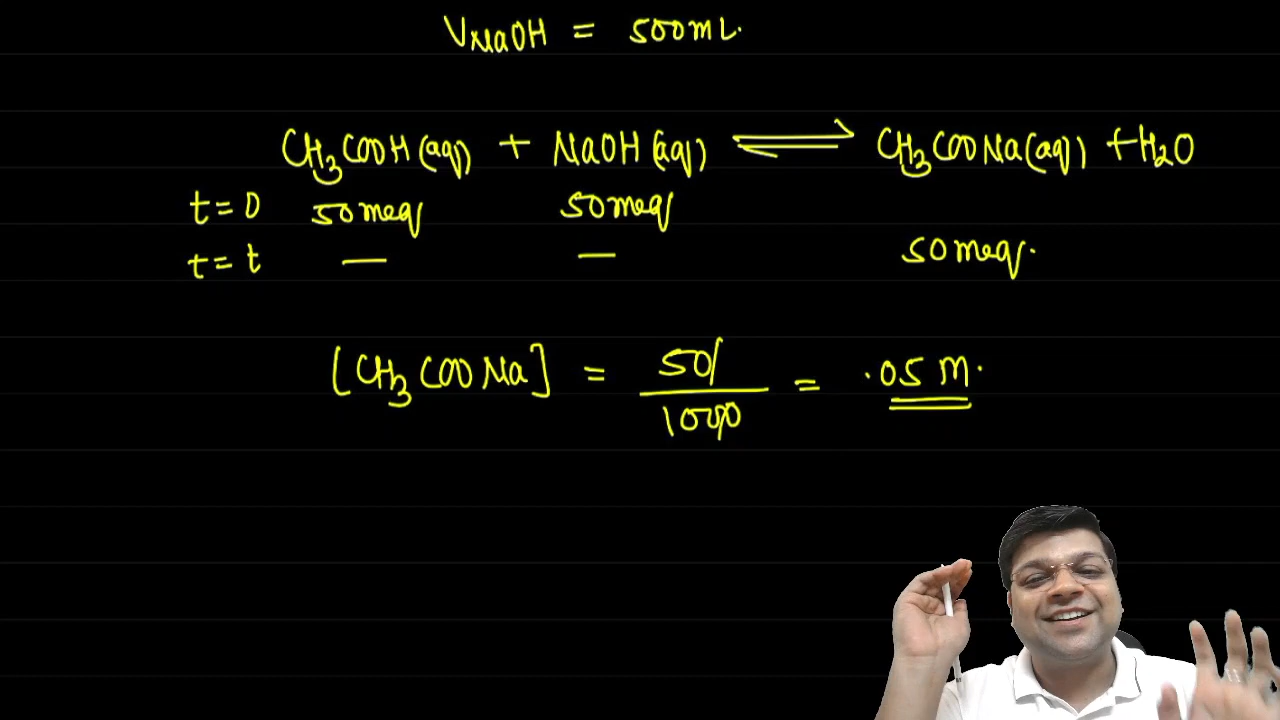 VNaOH = 500mL.
CH3COOH(aq) + NaOH(aq) ⇌ CH3COONa(aq) + H2O
t=0 50meq 50meq
t=t — — 50meq.
[CH3COONa] = 50/1000 = .05 M.